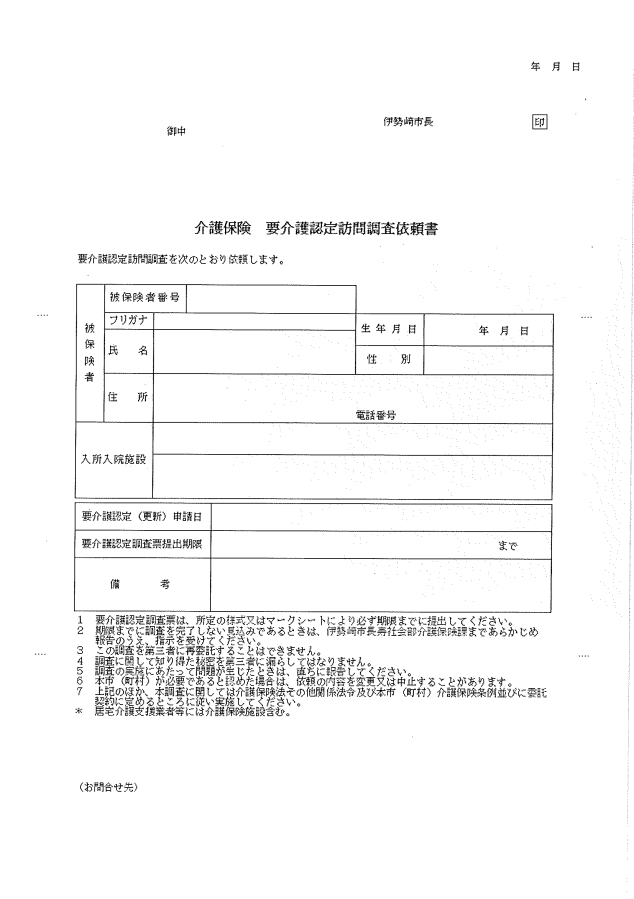 年　月　日
伊勢崎市長　印
御中
介護保険　要介護認定訪問調査依頼書
要介護認定訪問調査を次のとおり依頼します。
被保険者
被保険者番号
フリガナ
氏　名
生年月日
年　月　日
性　別
住　所
電話番号
入所入院施設
要介護認定（更新）申請日
要介護認定調査票提出期限
まで
備　考
1　要介護認定調査票は、所定の様式又はマークシートにより必ず期限までに提出してください。
2　期限までに調査を完了しない見込みであるときは、伊勢崎市長寿社会部介護保険課まであらかじめ
報告のうえ、指示を受けてください。
3　この調査を第三者に再委託することはできません。
4　調査に関して知り得た秘密を第三者に漏らしてはなりません。
5　調査の実施にあたって問題が生じたときは、直ちに報告してください。
6　本市（町村）が必要であると認めた場合は、依頼の内容を変更又は中止することがあります。
7　上記のほか、本調査に関しては介護保険法その他関係法令及び本市（町村）介護保険条例並びに委託
契約に定めるところに従い実施してください。
＊　居宅介護支援業者等には介護保険施設含む。
（お問合せ先）